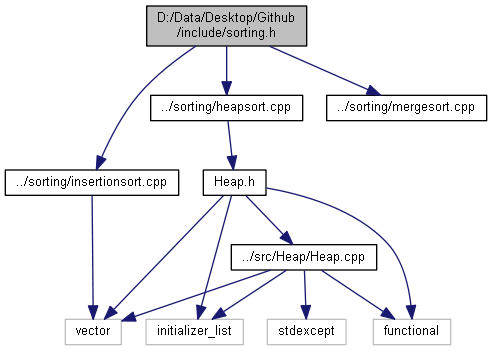 D:/Data/Desktop/Github
/include/sorting.h
../sorting/heapsort.cpp
../sorting/mergesort.cpp
../sorting/insertionsort.cpp
Heap.h
../src/Heap/Heap.cpp
vector
initializer_list
stdexcept
functional